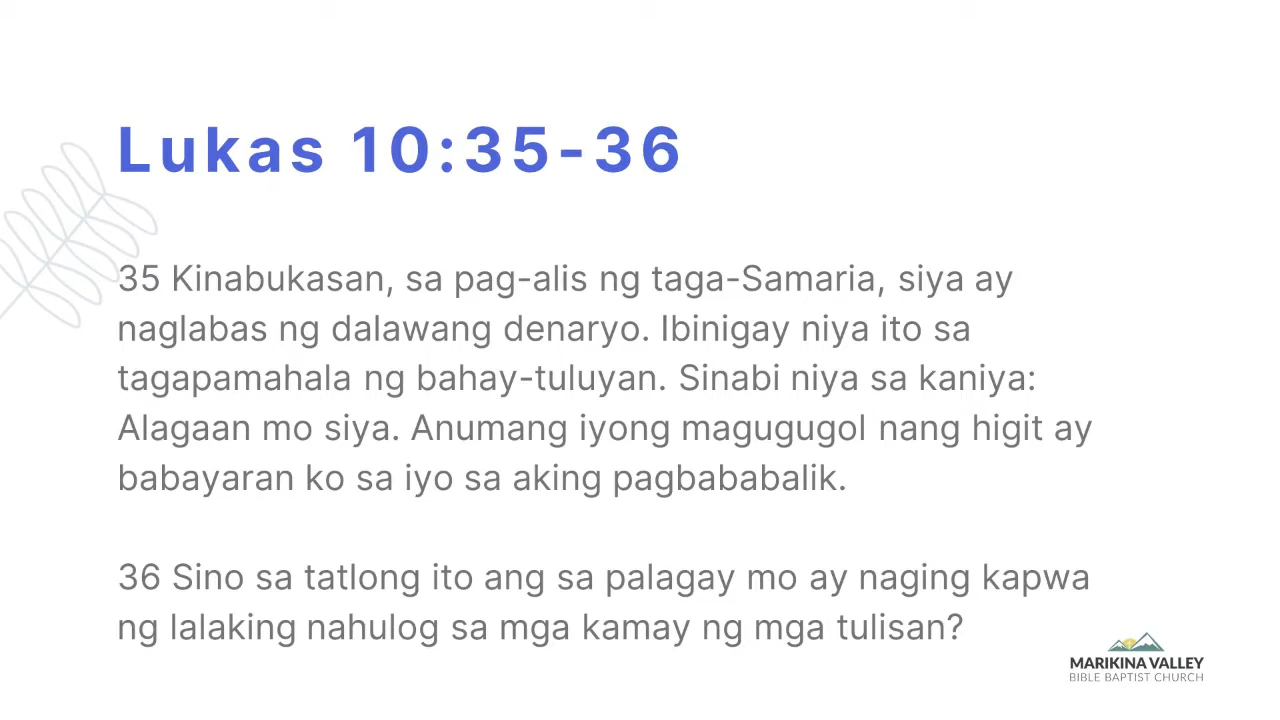 Lukas 10:35-36
35 Kinabukasan, sa pag-alis ng taga-Samaria, siya ay
naglabas ng dalawang denaryo. Ibinigay niya ito sa
tagapamahala ng bahay-tuluyan. Sinabi niya sa kaniya:
Alagaan mo siya. Anumang iyong magugugol nang higit ay
babayaran ko sa iyo sa aking pagbababalik.
36 Sino sa tatlong ito ang sa palagay mo ay naging kapwa
ng lalaking nahulog sa mga kamay ng mga tulisan?
MARIKINA VALLEY
BIBLE BAPTIST CHURCH